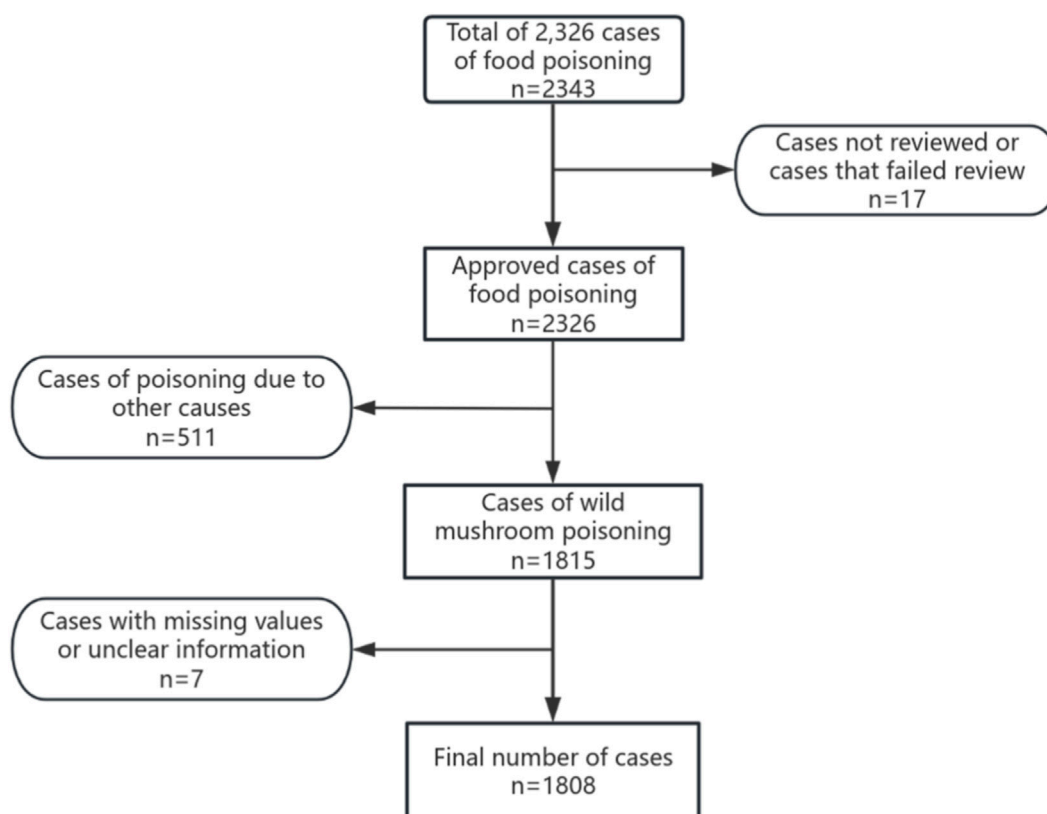 Total of 2,326 cases
of food poisoning
n=2343
Cases not reviewed or
cases that failed review
n=17
Approved cases of
food poisoning
n=2326
Cases of poisoning due to
other causes
n=511
Cases of wild
mushroom poisoning
n=1815
Cases with missing values
or unclear information
n=7
Final number of cases
n=1808